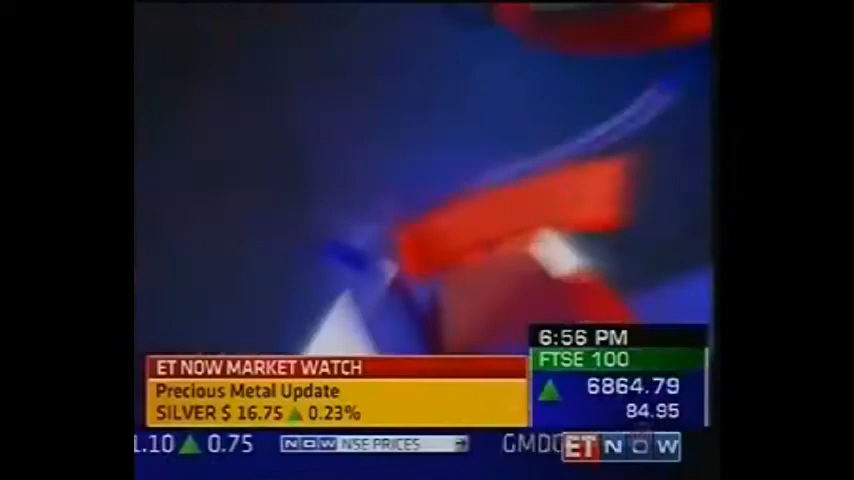 6:56 PM
FTSE 100
ET NOW MARKET WATCH
Precious Metal Update
6864.79
SILVER $ 16.75 0.23%
84.95
1.10 0.75 NOW NSE PRICES
ET NOW